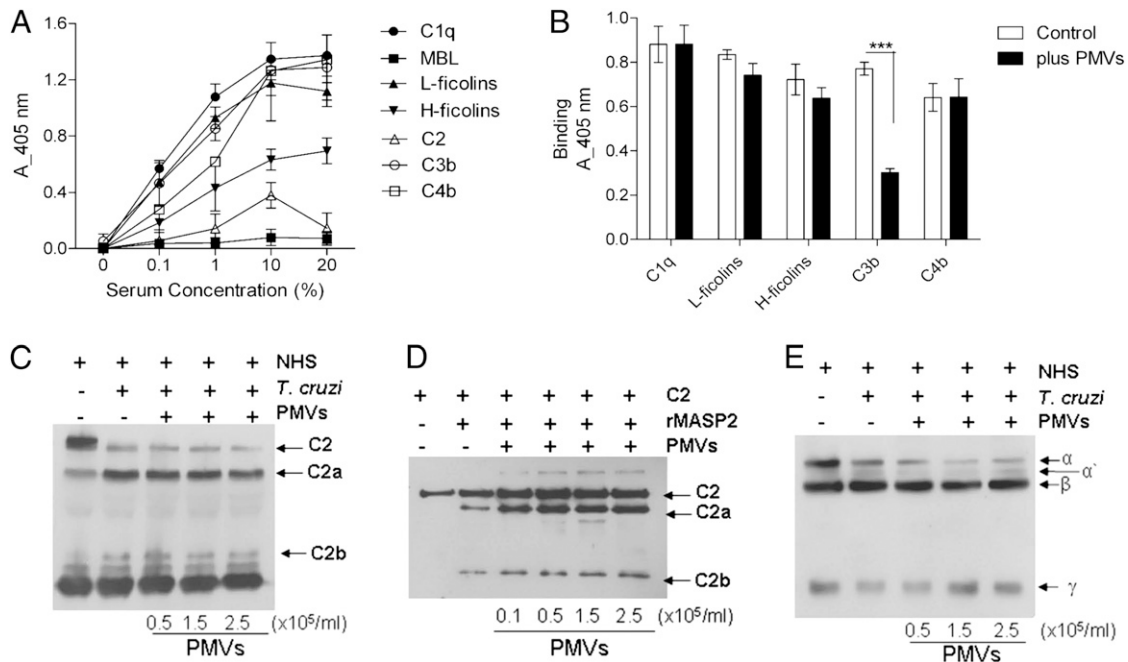 A
A_405 nm
1.6
1.2
0.8
0.4
0.0
0 0.1 1 10 20
Serum Concentration (%)
C1q
MBL
L-ficolins
H-ficolins
C2
C3b
C4b
B
Binding
A_405 nm
1.0
0.8
0.6
0.4
0.2
0.0
***
C1q L-ficolins H-ficolins C3b C4b
Control
plus PMVs
C
+ + + + + NHS
- + + + + T. cruzi
- - + + + PMVs
C2
C2a
C2b
0.5 1.5 2.5 (x10⁵/ml)
PMVs
D
+ + + + + + C2
- + + + + + rMASP2
- - + + + + PMVs
C2
C2a
C2b
0.1 0.5 1.5 2.5 (x10⁵/ml)
PMVs
E
+ + + + + NHS
- + + + + T. cruzi
- - + + + PMVs
α
α`
β
γ
0.5 1.5 2.5 (x10⁵/ml)
PMVs